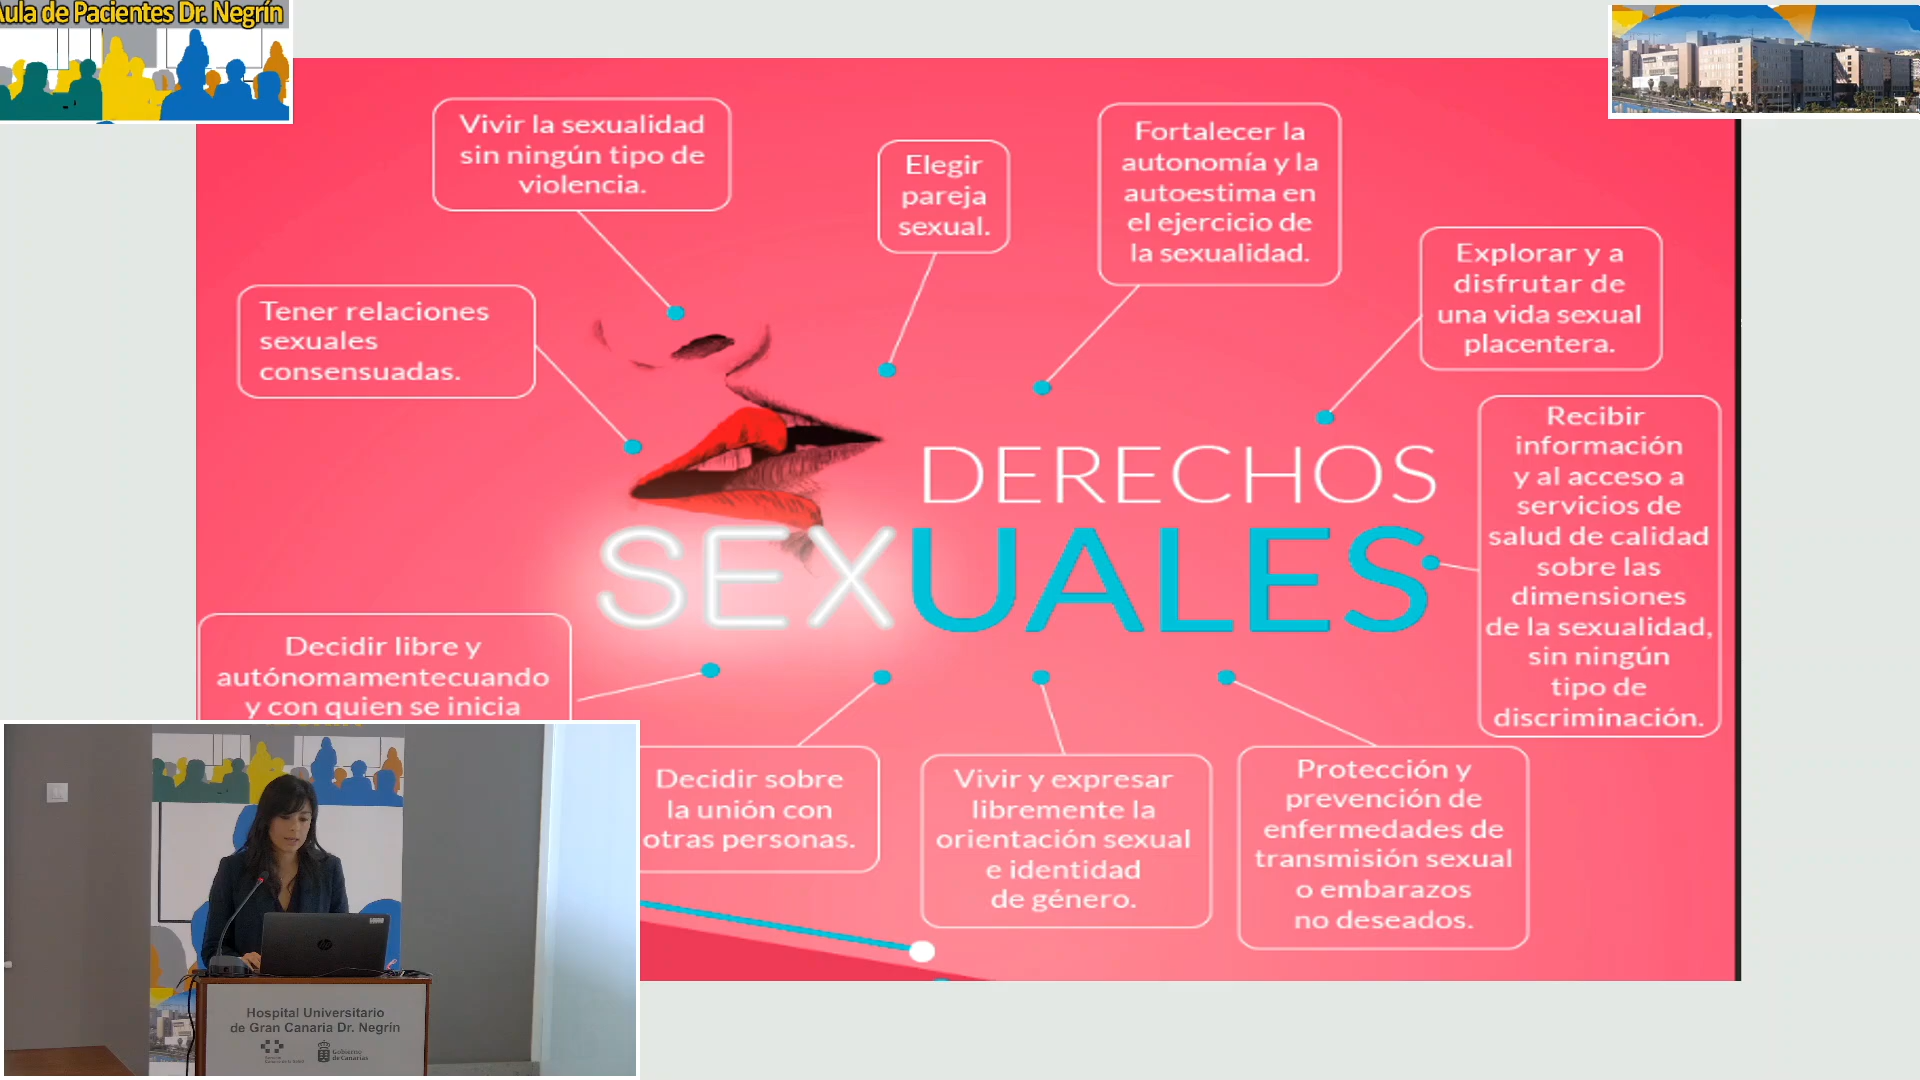 Aula de Pacientes Dr. Negrín
Vivir la sexualidad
sin ningún tipo de
violencia.
Elegir
pareja
sexual.
Fortalecer la
autonomía y la
autoestima en
el ejercicio de
la sexualidad.
Explorar y a
disfrutar de
una vida sexual
placentera.
Tener relaciones
sexuales
consensuadas.
Recibir
información
y al acceso a
servicios de
salud de calidad
sobre las
dimensiones
de la sexualidad,
sin ningún
tipo de
discriminación.
DERECHOS
SEXUALES
Decidir libre y
autónomamentecuando
y con quien se inicia
Decidir sobre
la unión con
otras personas.
Vivir y expresar
libremente la
orientación sexual
e identidad
de género.
Protección y
prevención de
enfermedades de
transmisión sexual
o embarazos
no deseados.
hp
Hospital Universitario
de Gran Canaria Dr. Negrín
Gobierno
de Canarias